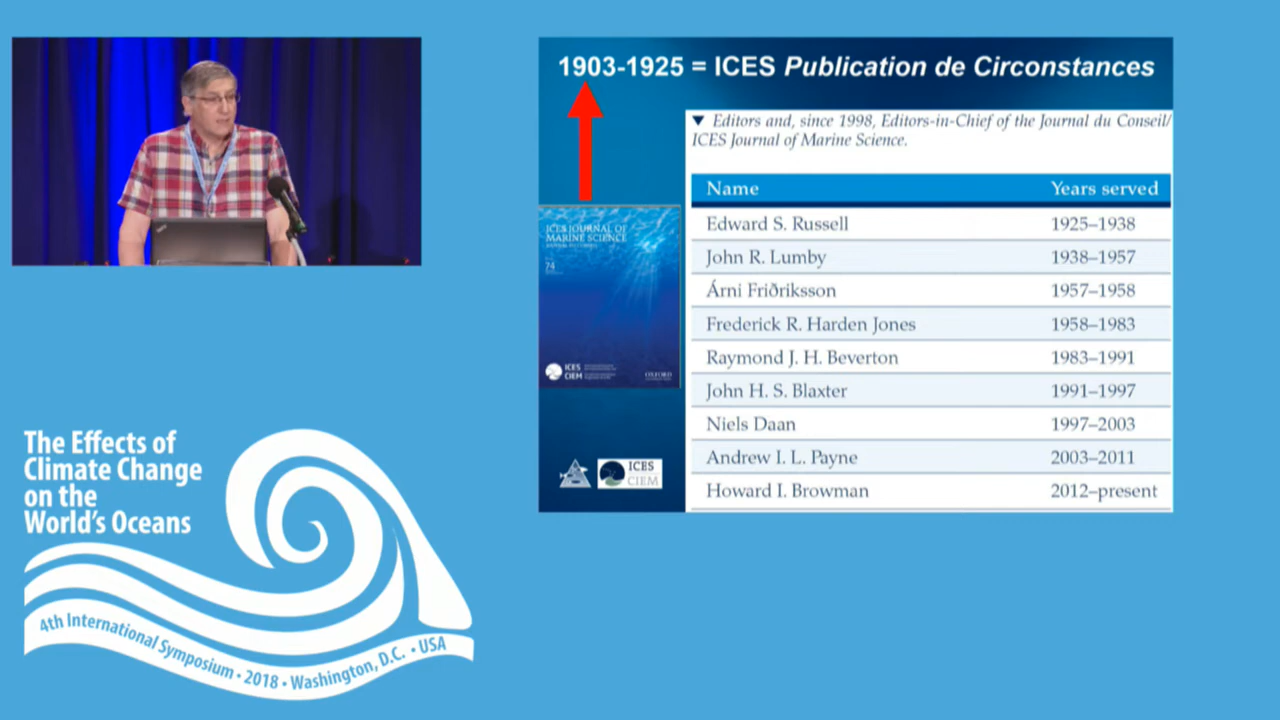 1903-1925 = ICES Publication de Circonstances
▼ Editors and, since 1998, Editors-in-Chief of the Journal du Conseil/
ICES Journal of Marine Science.
Name Years served
Edward S. Russell 1925–1938
John R. Lumby 1938–1957
Árni Friðriksson 1957–1958
Frederick R. Harden Jones 1958–1983
Raymond J. H. Beverton 1983–1991
John H. S. Blaxter 1991–1997
Niels Daan 1997–2003
Andrew I. L. Payne 2003–2011
Howard I. Browman 2012–present
ICES JOURNAL OF
MARINE SCIENCE
74
ICES
CIEM
OXFORD
ICES
CIEM
The Effects of
Climate Change
on the
World's Oceans
4th International Symposium • 2018 • Washington, D.C. • USA